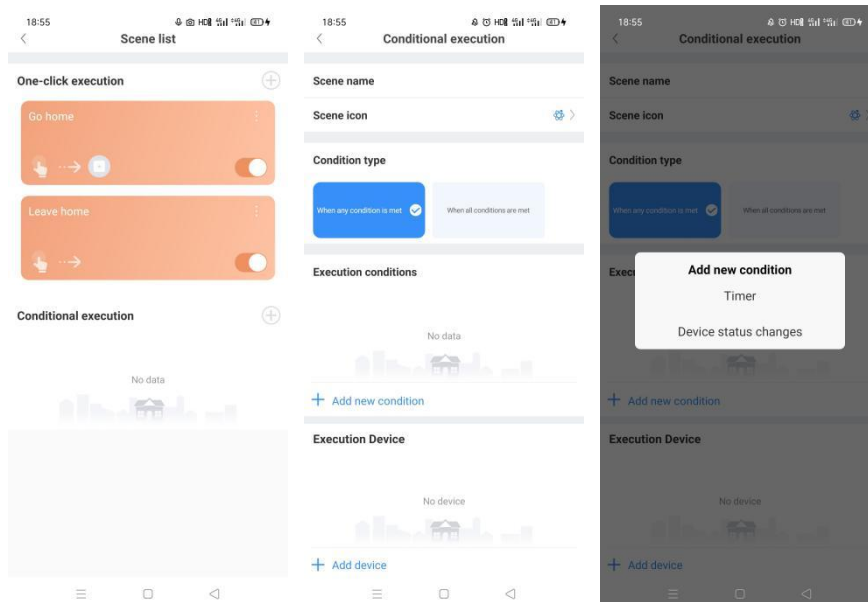 18:55
Scene list
One-click execution
Go home
Leave home
Conditional execution
No data
18:55
Conditional execution
Scene name
Scene icon
Condition type
When any condition is met
When all conditions are met
Execution conditions
No data
Add new condition
Execution Device
No device
Add device
18:55
Conditional execution
Scene name
Scene icon
Condition type
When any condition is met
When all conditions are met
Add new condition
Timer
Device status changes
Add new condition
Execution Device
No device
Add device